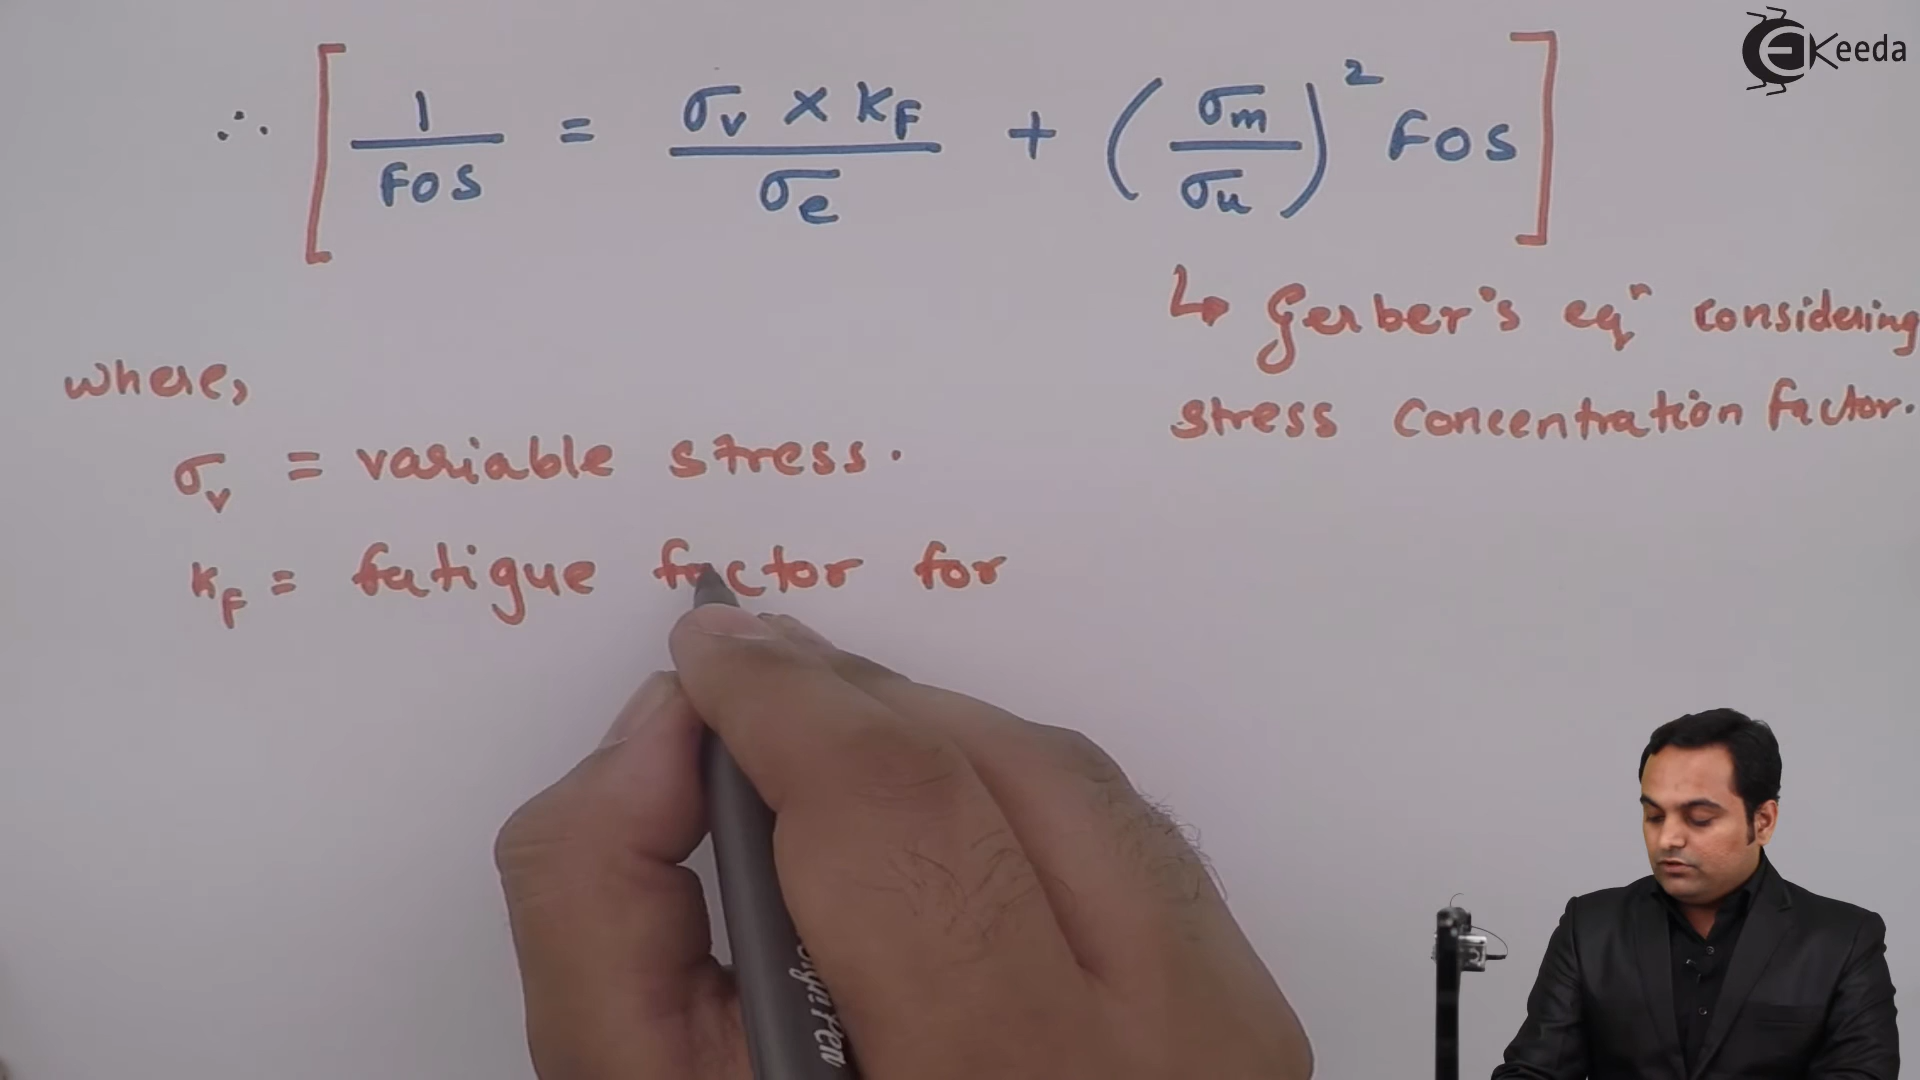 ∴ [ 1/FOS = σv × KF / σe + (σm/σu)² FOS ]
↳ Gerber's eqⁿ considering
stress concentration factor.
where,
σv = variable stress.
KF = fatigue factor for
EKeeda